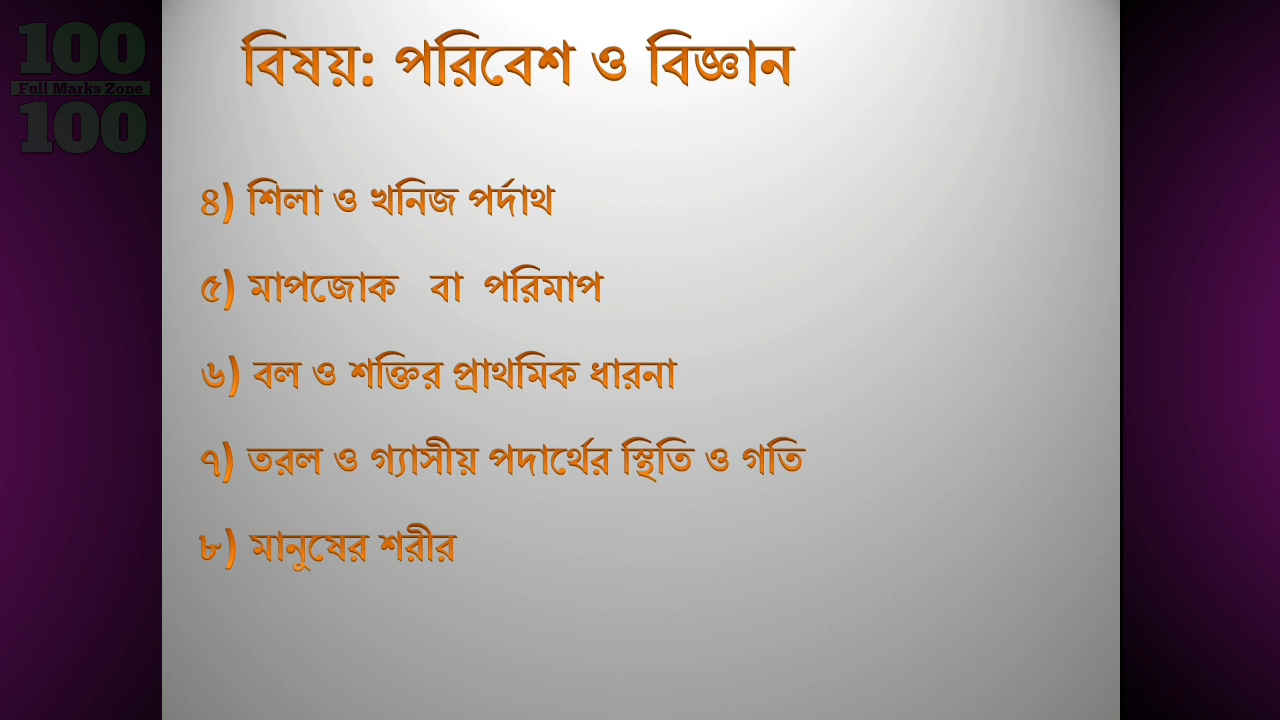 100
Full Marks Zone
100
বিষয়: পরিবেশ ও বিজ্ঞান
৪) শিলা ও খনিজ পর্দাথ
৫) মাপজোক বা পরিমাপ
৬) বল ও শক্তির প্রাথমিক ধারনা
৭) তরল ও গ্যাসীয় পদার্থের স্থিতি ও গতি
৮) মানুষের শরীর